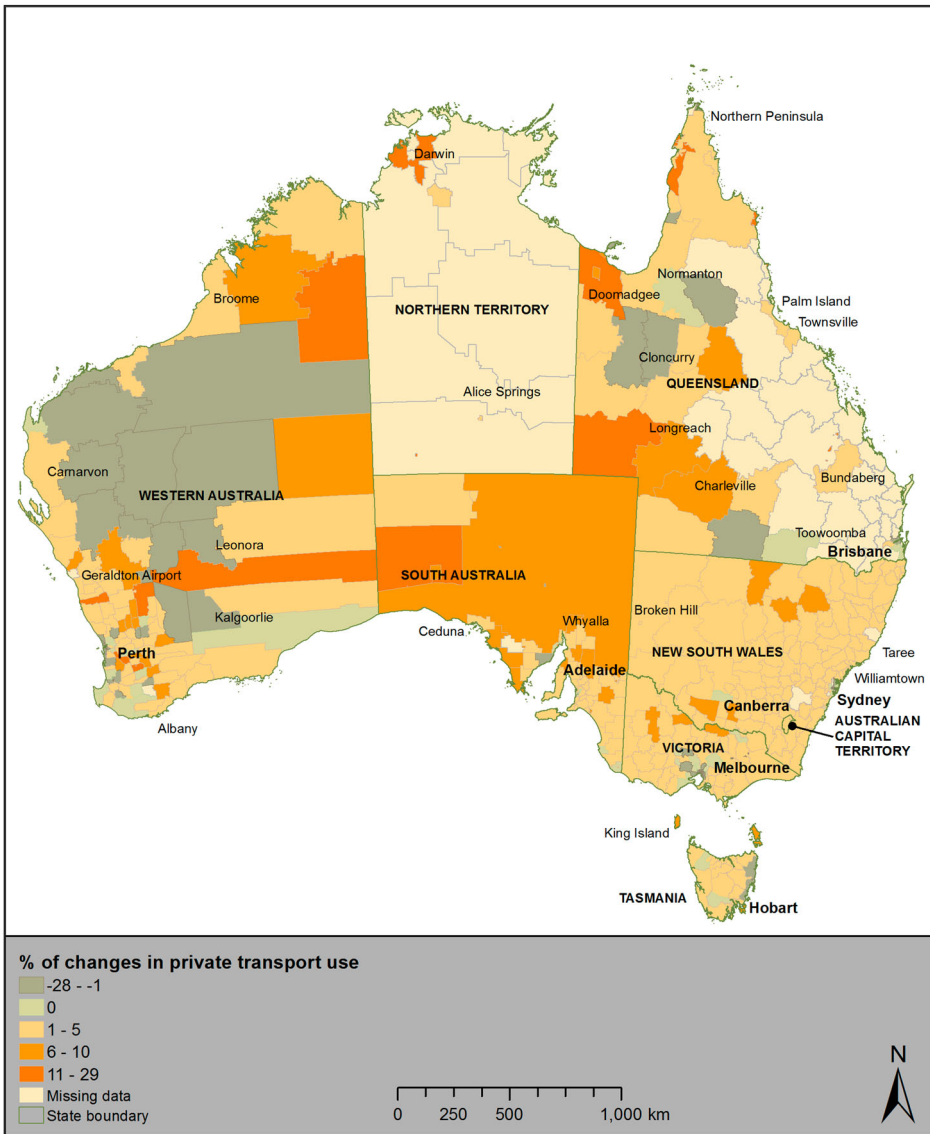 Northern Peninsula
Darwin
Normanton
Broome
Doomadgee
Palm Island
NORTHERN TERRITORY
Townsville
Cloncurry
QUEENSLAND
Alice Springs
Longreach
Carnarvon
Charleville
Bundaberg
WESTERN AUSTRALIA
Toowoomba
Leonora
Brisbane
Geraldton Airport
SOUTH AUSTRALIA
Kalgoorlie
Broken Hill
Whyalla
Ceduna
Perth
NEW SOUTH WALES
Taree
Adelaide
Williamtown
Sydney
Canberra
Albany
AUSTRALIAN
CAPITAL
TERRITORY
VICTORIA
Melbourne
King Island
TASMANIA
Hobart
% of changes in private transport use
-28 - -1
0
1 - 5
6 - 10
11 - 29
Missing data
State boundary
N
0 250 500 1,000 km